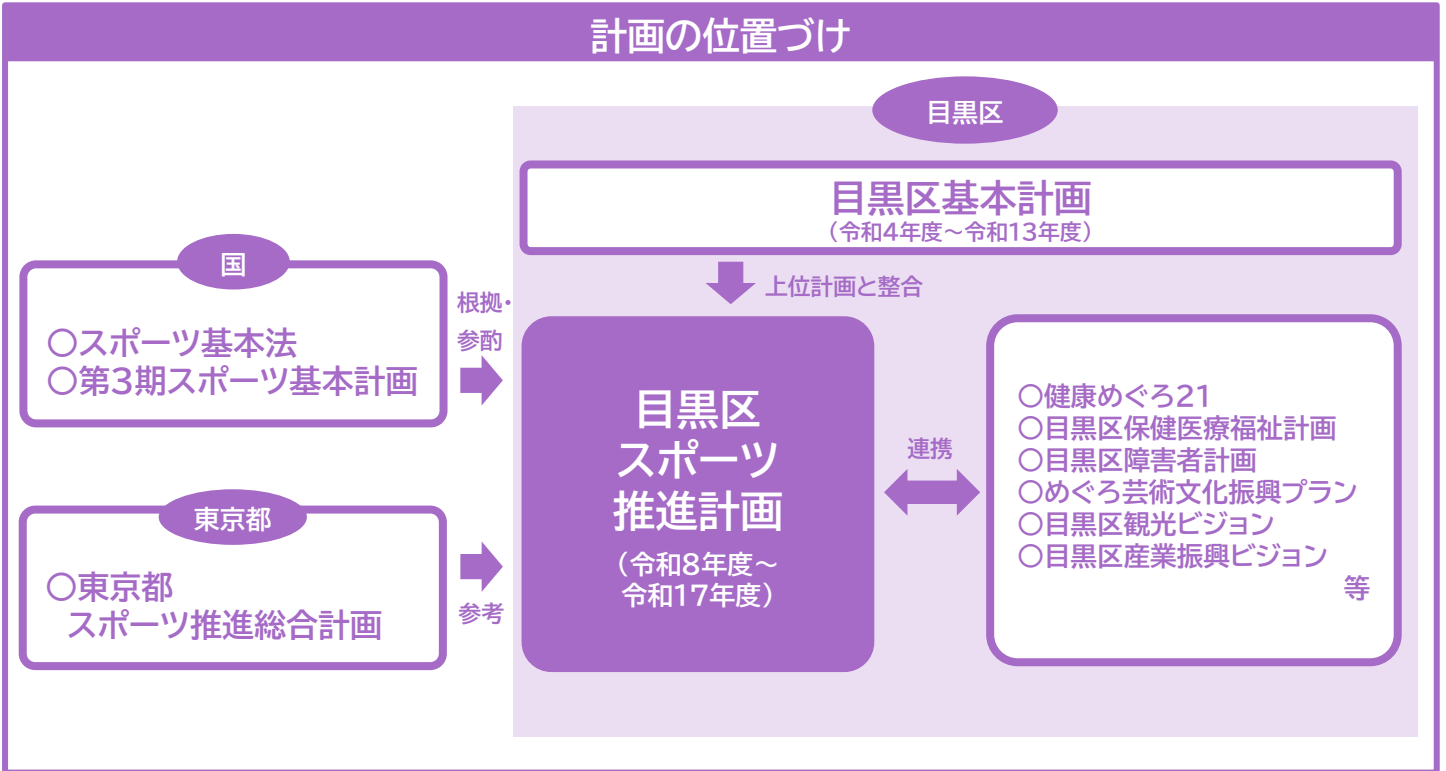 計画の位置づけ
目黒区
目黒区基本計画
（令和4年度～令和13年度）
上位計画と整合
国
○スポーツ基本法
○第3期スポーツ基本計画
根拠・
参酌
東京都
○東京都
スポーツ推進総合計画
参考
目黒区
スポーツ
推進計画
（令和8年度～
令和17年度）
連携
○健康めぐろ21
○目黒区保健医療福祉計画
○目黒区障害者計画
○めぐろ芸術文化振興プラン
○目黒区観光ビジョン
○目黒区産業振興ビジョン
等